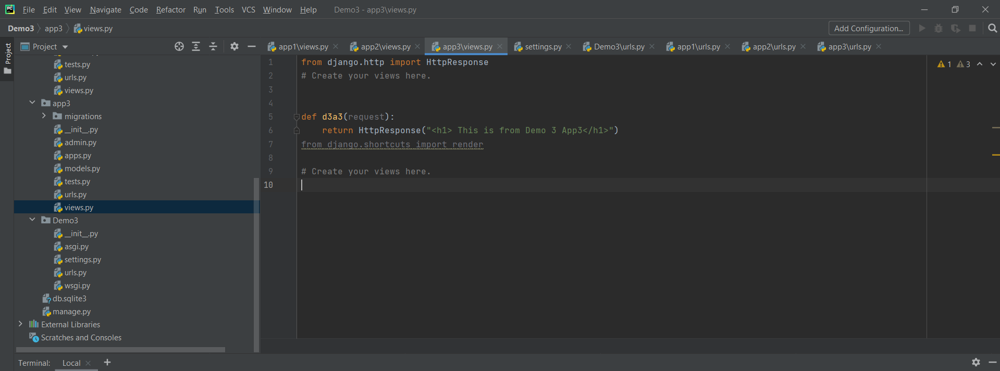 PC File Edit View Navigate Code Refactor Run Tools VCS Window Help Demo3 - app3\views.py
Demo3 app3 views.py Add Configuration...
Project
Project
app1\views.py app2\views.py app3\views.py settings.py Demo3\urls.py app1\urls.py app2\urls.py app3\urls.py
tests.py
urls.py
views.py
app3
migrations
__init__.py
admin.py
apps.py
models.py
tests.py
urls.py
views.py
Demo3
__init__.py
asgi.py
settings.py
urls.py
wsgi.py
db.sqlite3
manage.py
External Libraries
Scratches and Consoles
1 from django.http import HttpResponse
2 # Create your views here.
3
4
5 def d3a3(request):
6 return HttpResponse("<h1> This is from Demo 3 App3</h1>")
7 from django.shortcuts import render
8
9 # Create your views here.
10
1 3
Terminal: Local +